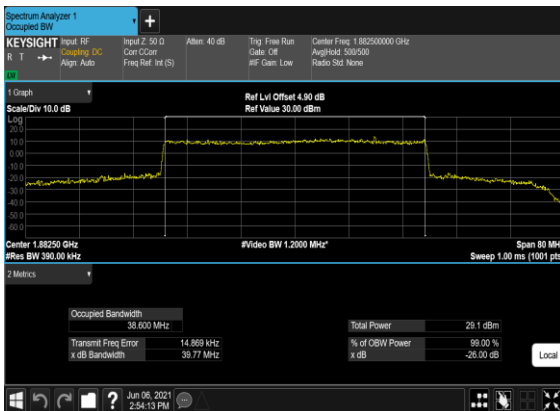 Spectrum Analyzer 1
Occupied BW
KEYSIGHT
R T
LV
Input: RF
Coupling: DC
Align: Auto
Input Z: 50 Ω
Corr CCorr
Freq Ref: Int (S)
Atten: 40 dB
Trig: Free Run
Gate: Off
#IF Gain: Low
Center Freq: 1.882500000 GHz
Avg|Hold: 500/500
Radio Std: None
1 Graph
Scale/Div 10.0 dB
Ref Lvl Offset 4.90 dB
Ref Value 30.00 dBm
Log
20.0
10.0
0.00
-10.0
-20.0
-30.0
-40.0
-50.0
-60.0
Center 1.88250 GHz
#Res BW 390.00 kHz
#Video BW 1.2000 MHz*
Span 80 MH
Sweep 1.00 ms (1001 pts
2 Metrics
Occupied Bandwidth
38.600 MHz
Transmit Freq Error 14.869 kHz
x dB Bandwidth 39.77 MHz
Total Power 29.1 dBm
% of OBW Power 99.00 %
x dB -26.00 dB
Local
Jun 06, 2021
2:54:13 PM